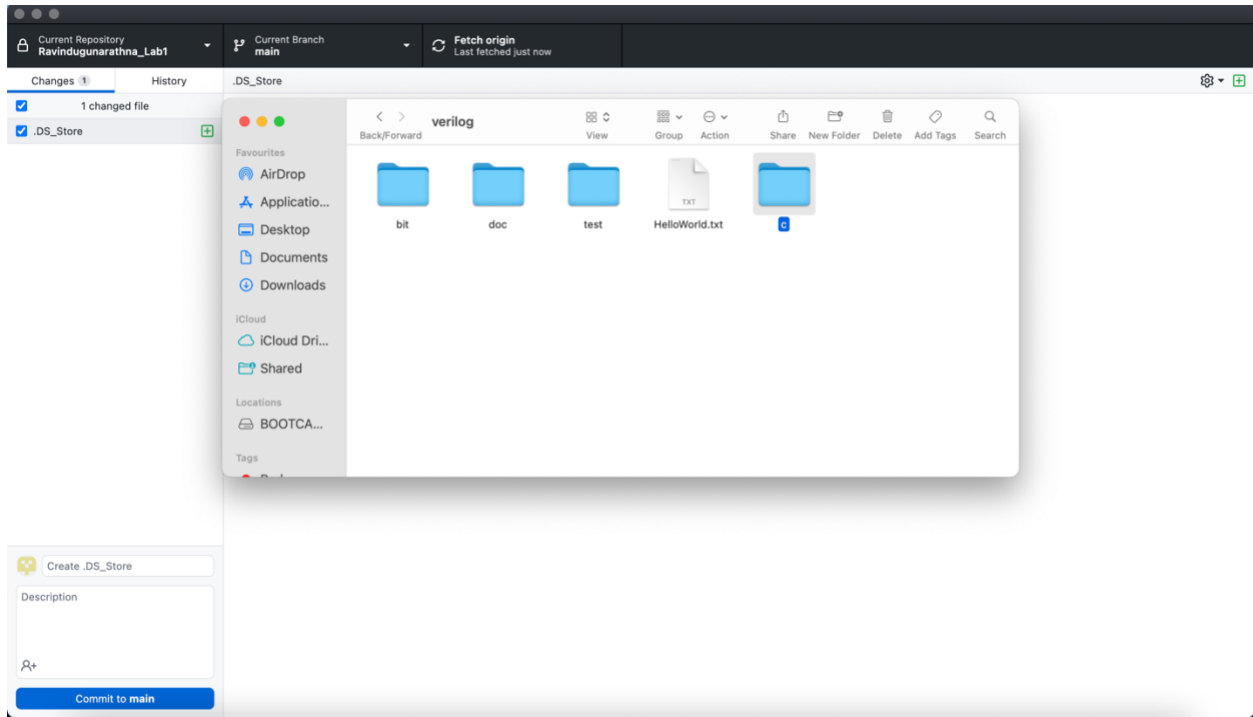 Current Repository
Ravindugunarathna_Lab1
Current Branch
main
Fetch origin
Last fetched just now
Changes 1
History
.DS_Store
1 changed file
.DS_Store
Back/Forward
verilog
View
Group
Action
Share
New Folder
Delete
Add Tags
Search
Favourites
AirDrop
Applicatio...
Desktop
Documents
Downloads
iCloud
iCloud Dri...
Shared
Locations
BOOTCA...
Tags
bit
doc
test
TXT
HelloWorld.txt
c
Create .DS_Store
Description
Commit to main